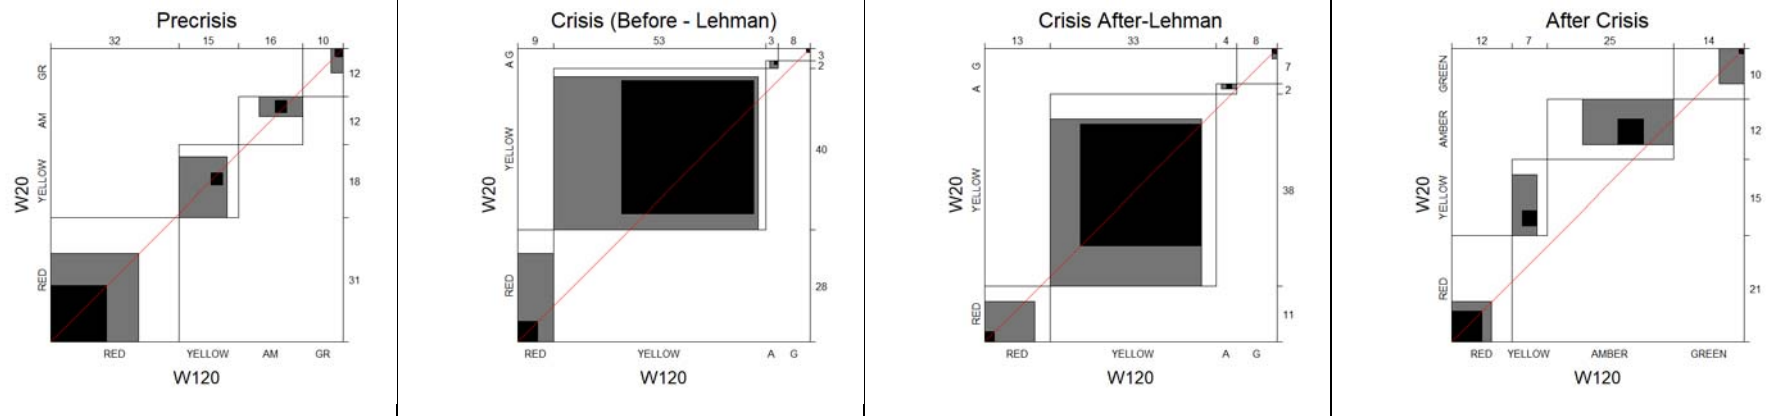 Precrisis
32 15 16 10
GR
12
AM
12
YELLOW
18
RED
31
W20
RED YELLOW AM GR
W120
Crisis (Before - Lehman)
9 53 3 8
A G
3
2
YELLOW
40
RED
28
W20
RED YELLOW A G
W120
Crisis After-Lehman
13 33 4 8
G
7
A
2
YELLOW
38
RED
11
W20
RED YELLOW A G
W120
After Crisis
12 7 25 14
GREEN
10
AMBER
12
YELLOW
15
RED
21
W20
RED YELLOW AMBER GREEN
W120